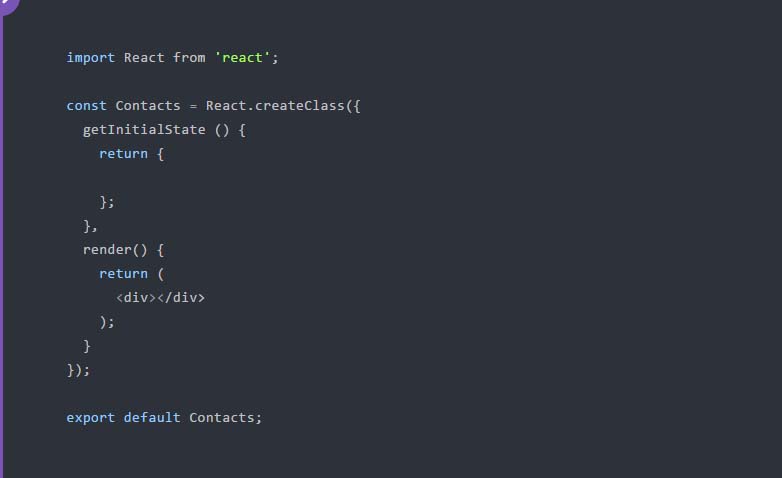 import React from 'react';
const Contacts = React.createClass({
  getInitialState () {
    return {
    };
  },
  render() {
    return (
      <div></div>
    );
  }
});
export default Contacts;